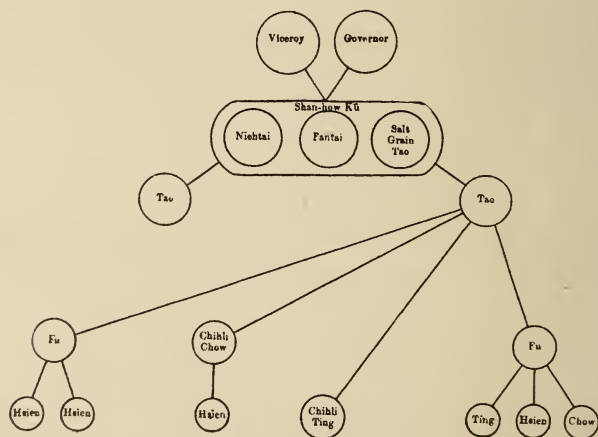 Viceroy
Governor
Shan-how Kü
Niehtai
Fantai
Salt
Grain
Tao
Tao
Tao
Fu
Chihli
Chow
Fu
Hsien
Hsien
Hsien
Chihli
Ting
Ting
Hsien
Chow